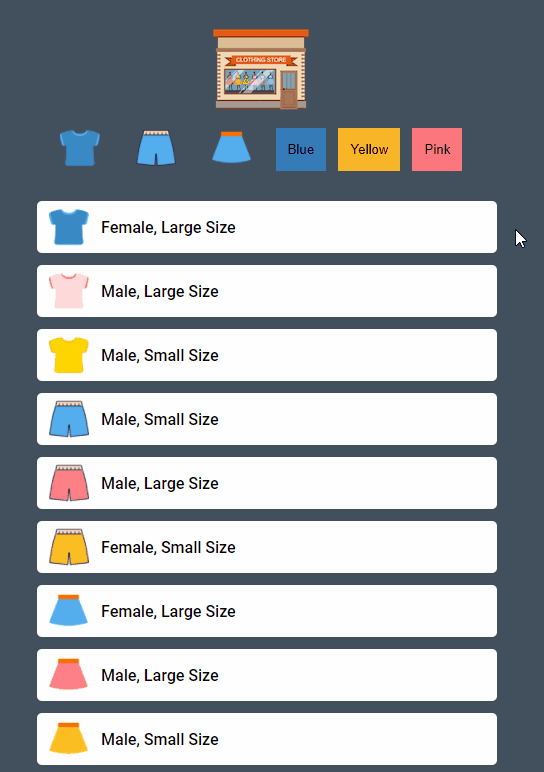 CLOTHING STORE
Blue Yellow Pink
Female, Large Size
Male, Large Size
Male, Small Size
Male, Small Size
Male, Large Size
Female, Small Size
Female, Large Size
Male, Large Size
Male, Small Size